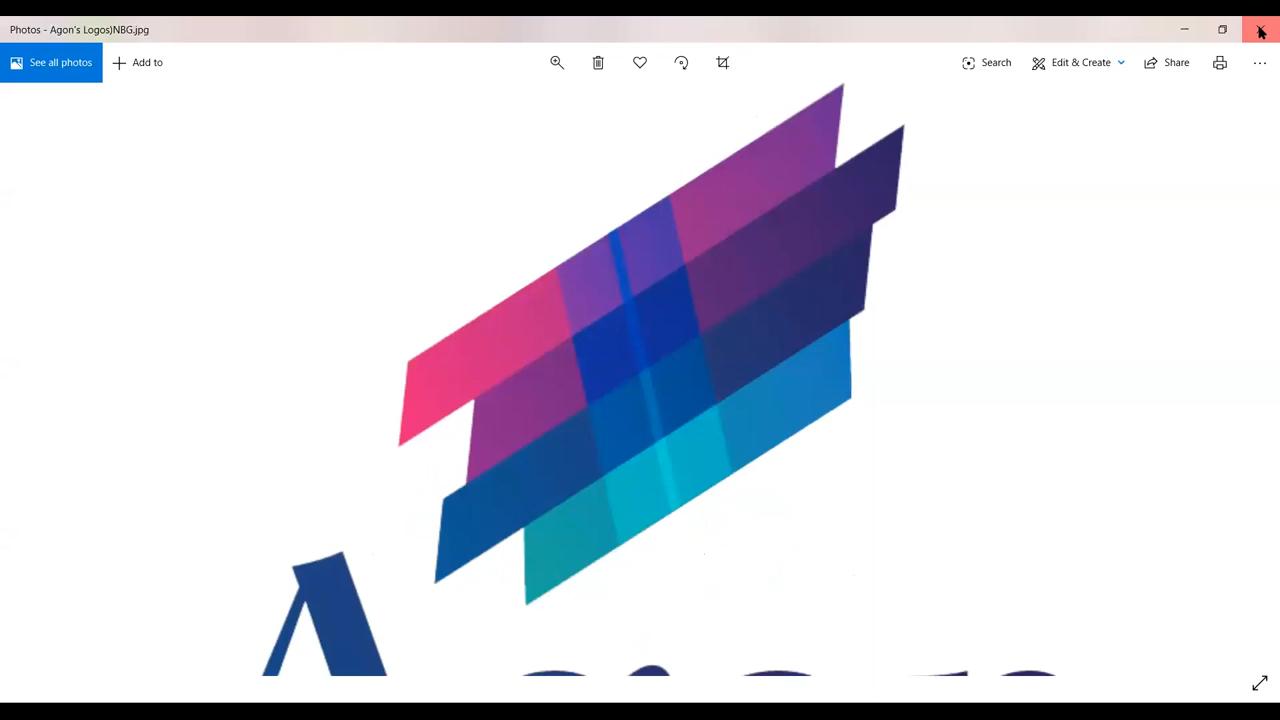 Photos - Agon's Logos)NBG.jpg
See all photos
Add to
Search
Edit & Create
Share